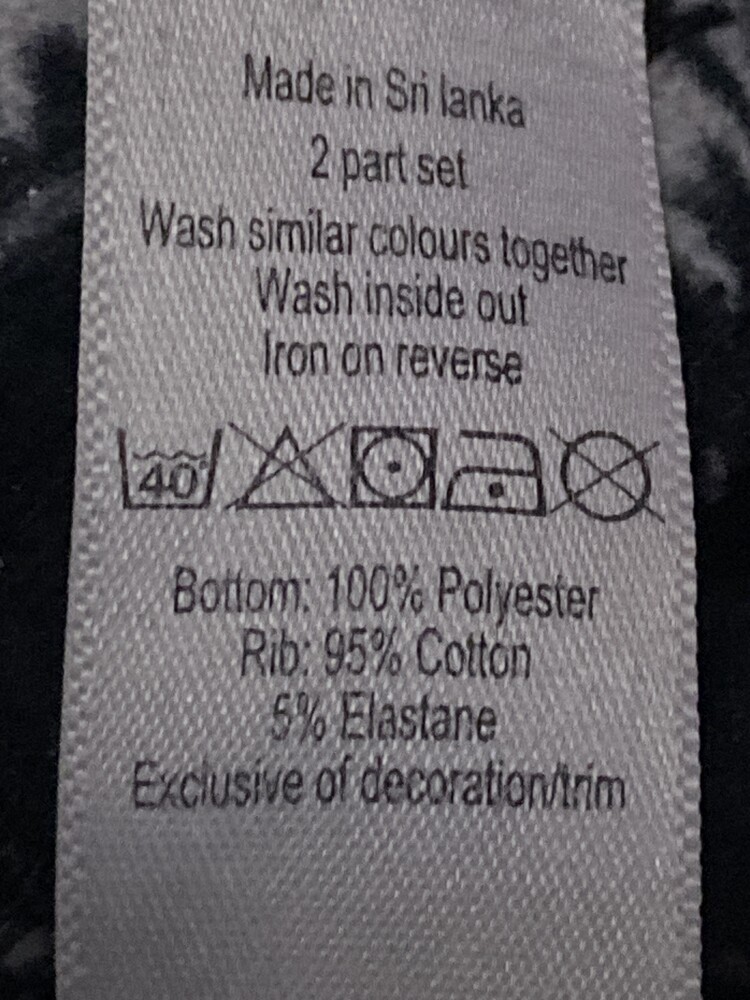 Made in Sri lanka
2 part set
Wash similar colours together
Wash inside out
Iron on reverse
40°
Bottom: 100% Polyester
Rib: 95% Cotton
5% Elastane
Exclusive of decoration/trim